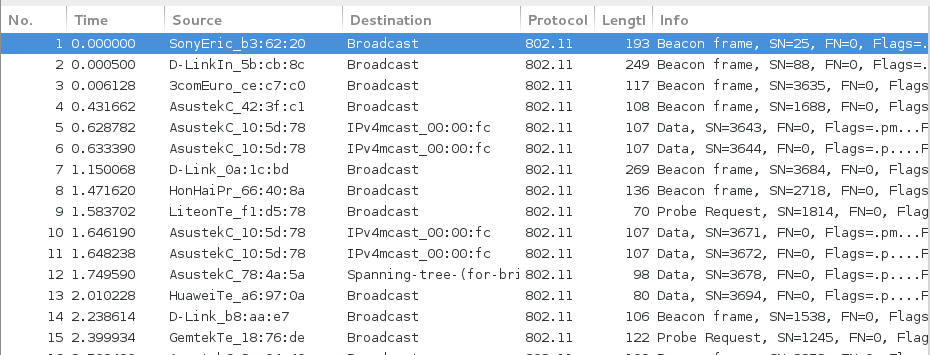 No. Time Source Destination Protocol Lengtl Info
1 0.000000 SonyEric_b3:62:20 Broadcast 802.11 193 Beacon frame, SN=25, FN=0, Flags=.
2 0.000500 D-LinkIn_5b:cb:8c Broadcast 802.11 249 Beacon frame, SN=88, FN=0, Flags=.
3 0.006128 3comEuro_ce:c7:c0 Broadcast 802.11 117 Beacon frame, SN=3635, FN=0, Flags
4 0.431662 AsustekC_42:3f:c1 Broadcast 802.11 108 Beacon frame, SN=1688, FN=0, Flags
5 0.628782 AsustekC_10:5d:78 IPv4mcast_00:00:fc 802.11 107 Data, SN=3643, FN=0, Flags=.pm...F
6 0.633390 AsustekC_10:5d:78 IPv4mcast_00:00:fc 802.11 107 Data, SN=3644, FN=0, Flags=.p....F
7 1.150068 D-Link_0a:1c:bd Broadcast 802.11 269 Beacon frame, SN=3684, FN=0, Flags
8 1.471620 HonHaiPr_66:40:8a Broadcast 802.11 136 Beacon frame, SN=2718, FN=0, Flags
9 1.583702 LiteonTe_f1:d5:78 Broadcast 802.11 70 Probe Request, SN=1814, FN=0, Flag
10 1.646190 AsustekC_10:5d:78 IPv4mcast_00:00:fc 802.11 107 Data, SN=3671, FN=0, Flags=.pm...F
11 1.648238 AsustekC_10:5d:78 IPv4mcast_00:00:fc 802.11 107 Data, SN=3672, FN=0, Flags=.p....F
12 1.749590 AsustekC_78:4a:5a Spanning-tree-(for-bri 802.11 98 Data, SN=3678, FN=0, Flags=.p....F
13 2.010228 HuaweiTe_a6:97:0a Broadcast 802.11 80 Data, SN=3694, FN=0, Flags=.p....F
14 2.238614 D-Link_b8:aa:e7 Broadcast 802.11 106 Beacon frame, SN=1538, FN=0, Flags
15 2.399934 GemtekTe_18:76:de Broadcast 802.11 122 Probe Request, SN=1245, FN=0, Flag